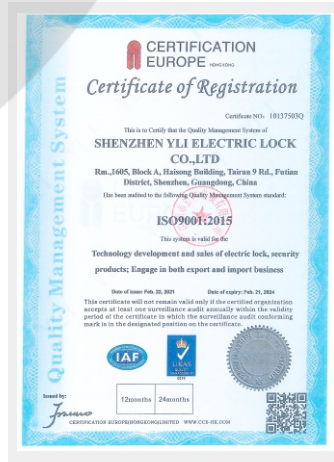 CERTIFICATION
EUROPE HONGKONG
Certificate of Registration
Certificate NO: 10137503Q
This is to Certify that the Quality Management System of
SHENZHEN YLI ELECTRIC LOCK
CO.,LTD
Rm.,1605, Block A, Haisong Building, Tairan 9 Rd., Futian
District, Shenzhen, Guangdong, China
Has been audited to the following Quality Management System standard:
ISO9001:2015
This system is valid for the
Technology development and sales of electric lock, security
products; Engage in both export and import business
Date of issue: Feb. 22, 2021 Date of expiry: Feb. 21, 2024
This certificate will not remain valid only if the certified organization
accepts at least one surveillance audit annually within the validity
period of the certificate in which the surveillance audit conforming
mark is in the designated position on the certificate.
Quality Management System
IAF
UKAS
QUALITY
MANAGEMENT
Issued by:
12months 24months
CERTIFICATION EUROPE(HONGKONG)LIMITED WWW.CCE-HK.COM